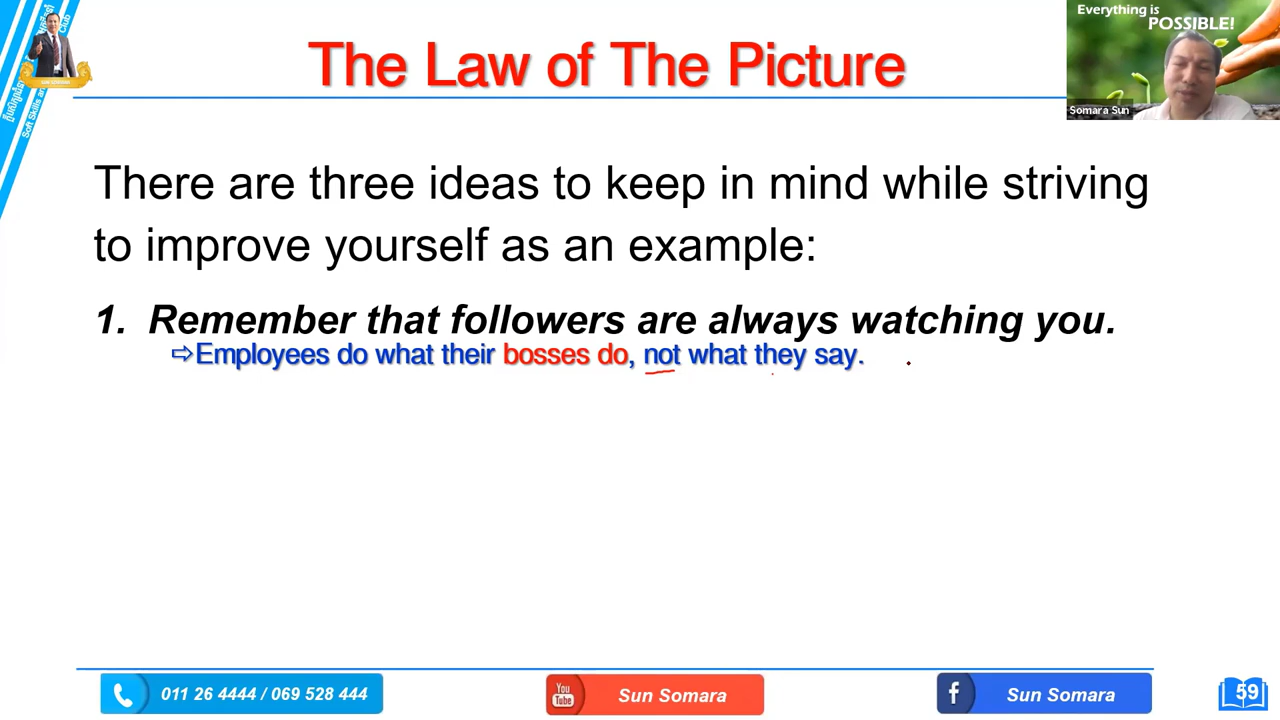 The Law of The Picture
Everything is
POSSIBLE!
Somara Sun
There are three ideas to keep in mind while striving
to improve yourself as an example:
1. Remember that followers are always watching you.
⇨Employees do what their bosses do, not what they say.
011 26 4444 / 069 528 444
You
Tube
Sun Somara
f
Sun Somara
59